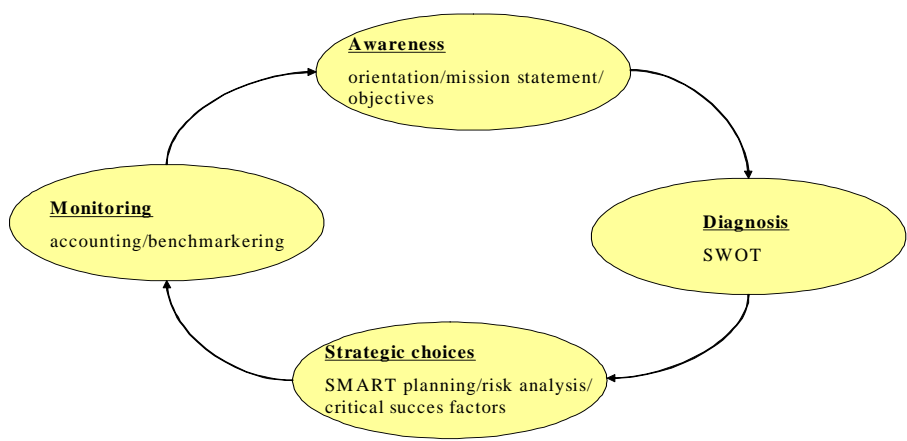 Awareness
orientation/mission statement/
objectives
Monitoring
accounting/benchmarkering
Diagnosis
SWOT
Strategic choices
SMART planning/risk analysis/
critical succes factors